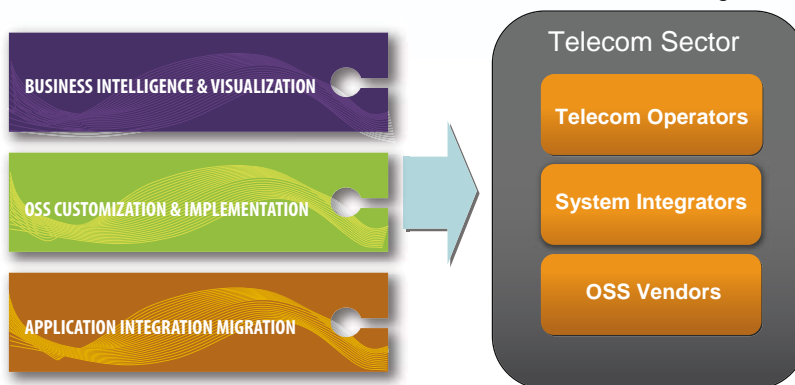 BUSINESS INTELLIGENCE & VISUALIZATION
OSS CUSTOMIZATION & IMPLEMENTATION
APPLICATION INTEGRATION MIGRATION
Telecom Sector
Telecom Operators
System Integrators
OSS Vendors